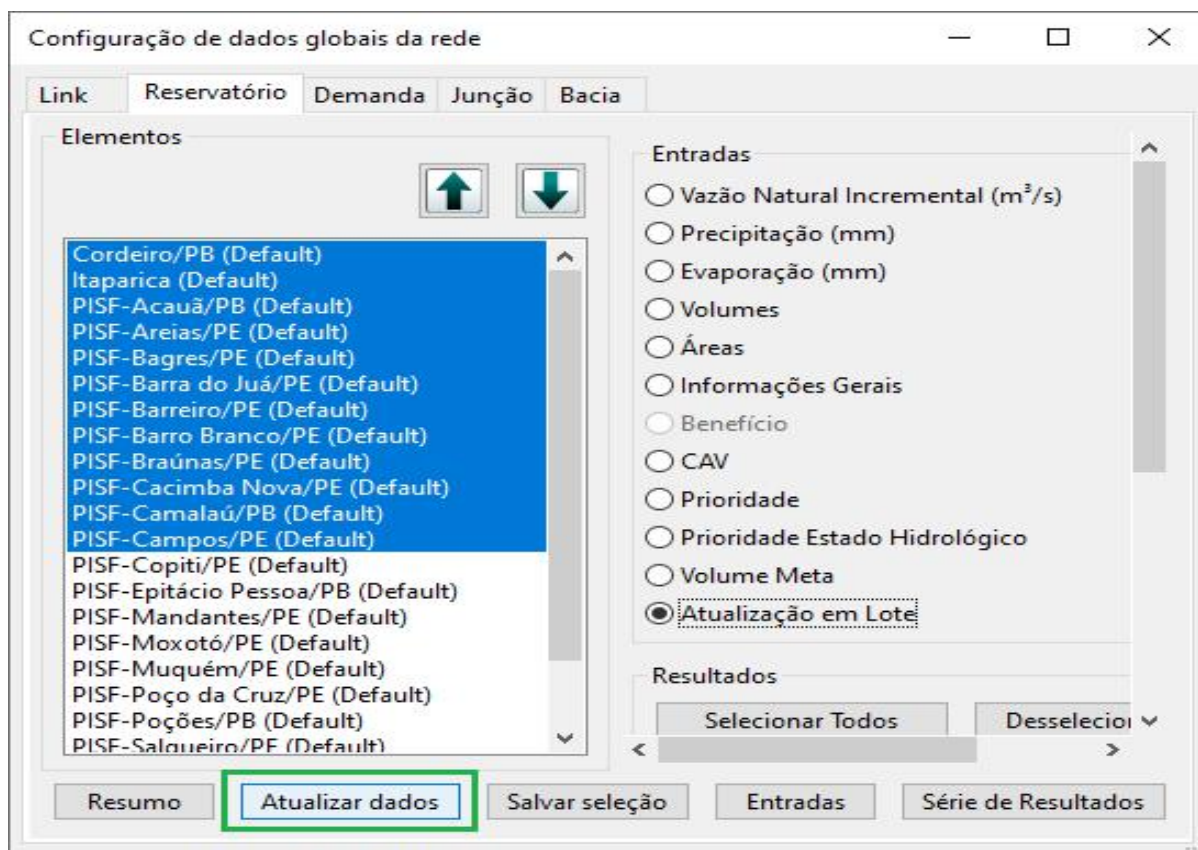 Configuração de dados globais da rede
Link Reservatório Demanda Junção Bacia
Elementos
Cordeiro/PB (Default)
Itaparica (Default)
PISF-Acauã/PB (Default)
PISF-Areias/PE (Default)
PISF-Bagres/PE (Default)
PISF-Barra do Juá/PE (Default)
PISF-Barreiro/PE (Default)
PISF-Barro Branco/PE (Default)
PISF-Braúnas/PE (Default)
PISF-Cacimba Nova/PE (Default)
PISF-Camalaú/PB (Default)
PISF-Campos/PE (Default)
PISF-Copiti/PE (Default)
PISF-Epitácio Pessoa/PB (Default)
PISF-Mandantes/PE (Default)
PISF-Moxotó/PE (Default)
PISF-Muquém/PE (Default)
PISF-Poço da Cruz/PE (Default)
PISF-Poções/PB (Default)
PISF-Salgueiro/PE (Default)
Entradas
Vazão Natural Incremental (m³/s)
Precipitação (mm)
Evaporação (mm)
Volumes
Áreas
Informações Gerais
Benefício
CAV
Prioridade
Prioridade Estado Hidrológico
Volume Meta
Atualização em Lote
Resultados
Selecionar Todos Desselecio
Resumo Atualizar dados Salvar seleção Entradas Série de Resultados